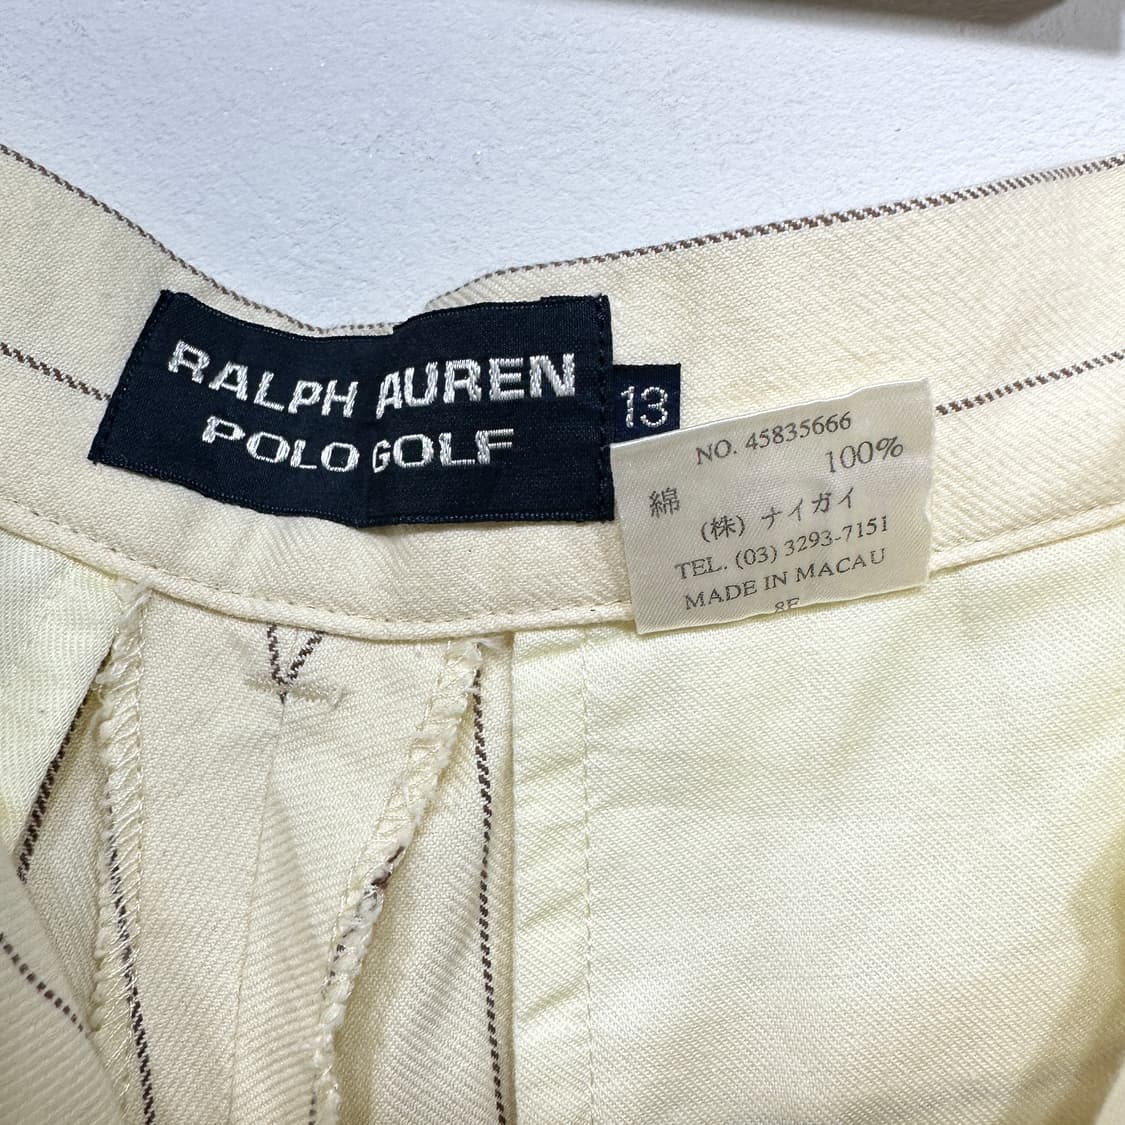 RALPH LAUREN
POLO GOLF
13
NO. 45835666
100%
綿
(株) ナイガイ
TEL. (03) 3293-7151
MADE IN MACAU